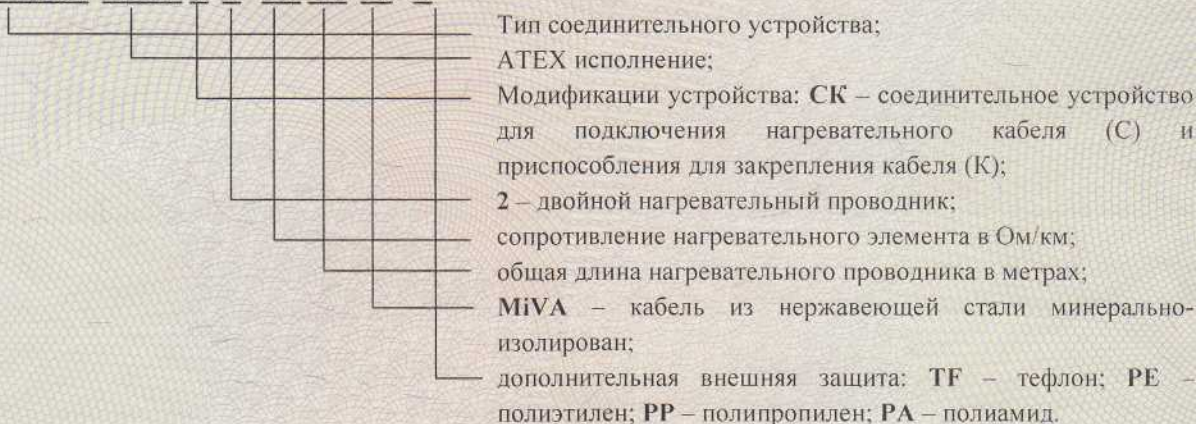 Тип соединительного устройства;
ATEX исполнение;
Модификации устройства: СК – соединительное устройство
для подключения нагревательного кабеля (С) и
приспособления для закрепления кабеля (К);
2 – двойной нагревательный проводник;
сопротивление нагревательного элемента в Ом/км;
общая длина нагревательного проводника в метрах;
MiVA – кабель из нержавеющей стали минерально-
изолирован;
дополнительная внешняя защита: TF – тефлон; PE –
полиэтилен; PP – полипропилен; PA – полиамид.